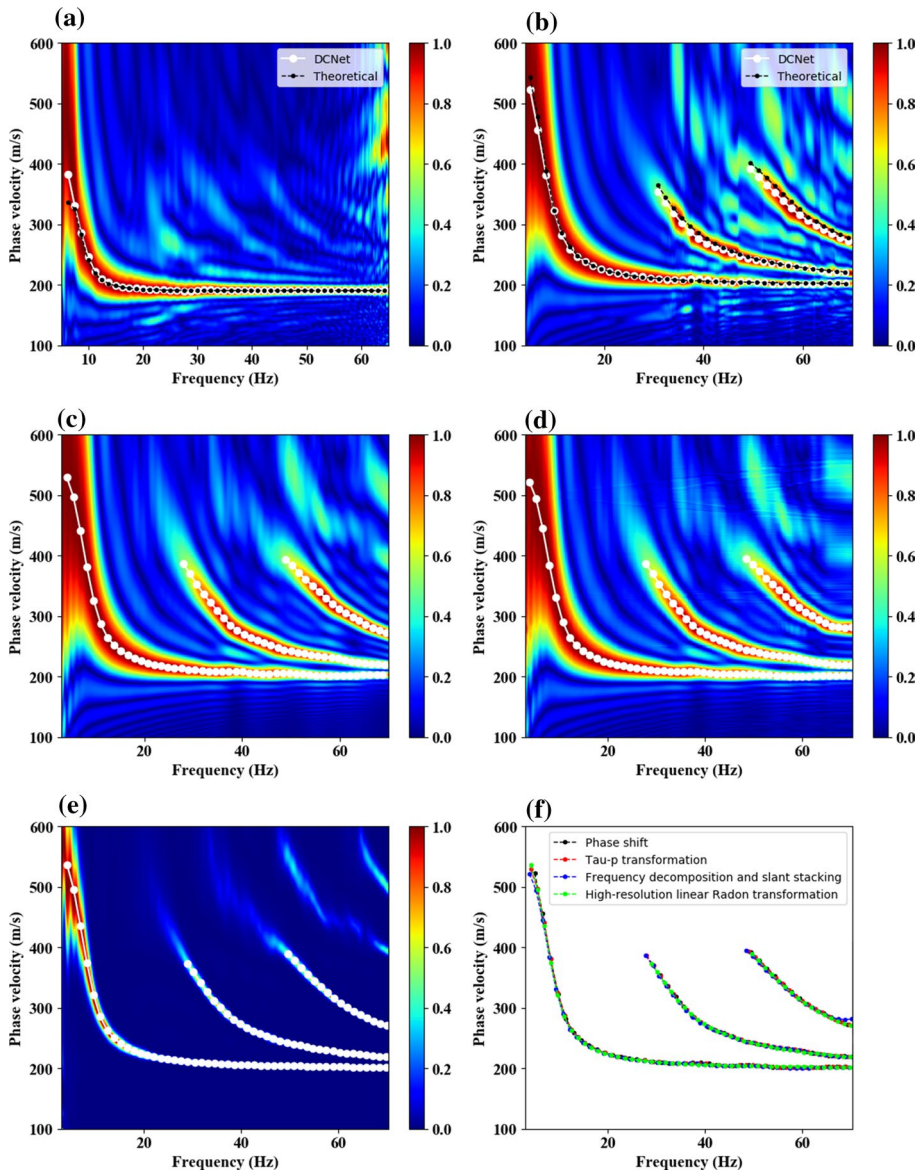 (a)
600
500
400
300
200
100
Phase velocity (m/s)
10 20 30 40 50 60
Frequency (Hz)
DCNet
Theoretical
1.0
0.8
0.6
0.4
0.2
0.0
(b)
600
500
400
300
200
100
Phase velocity (m/s)
20 40 60
Frequency (Hz)
DCNet
Theoretical
1.0
0.8
0.6
0.4
0.2
0.0
(c)
600
500
400
300
200
100
Phase velocity (m/s)
20 40 60
Frequency (Hz)
1.0
0.8
0.6
0.4
0.2
0.0
(d)
600
500
400
300
200
100
Phase velocity (m/s)
20 40 60
Frequency (Hz)
1.0
0.8
0.6
0.4
0.2
0.0
(e)
600
500
400
300
200
100
Phase velocity (m/s)
20 40 60
Frequency (Hz)
1.0
0.8
0.6
0.4
0.2
0.0
(f)
600
500
400
300
200
100
Phase velocity (m/s)
20 40 60
Frequency (Hz)
Phase shift
Tau-p transformation
Frequency decomposition and slant stacking
High-resolution linear Radon transformation